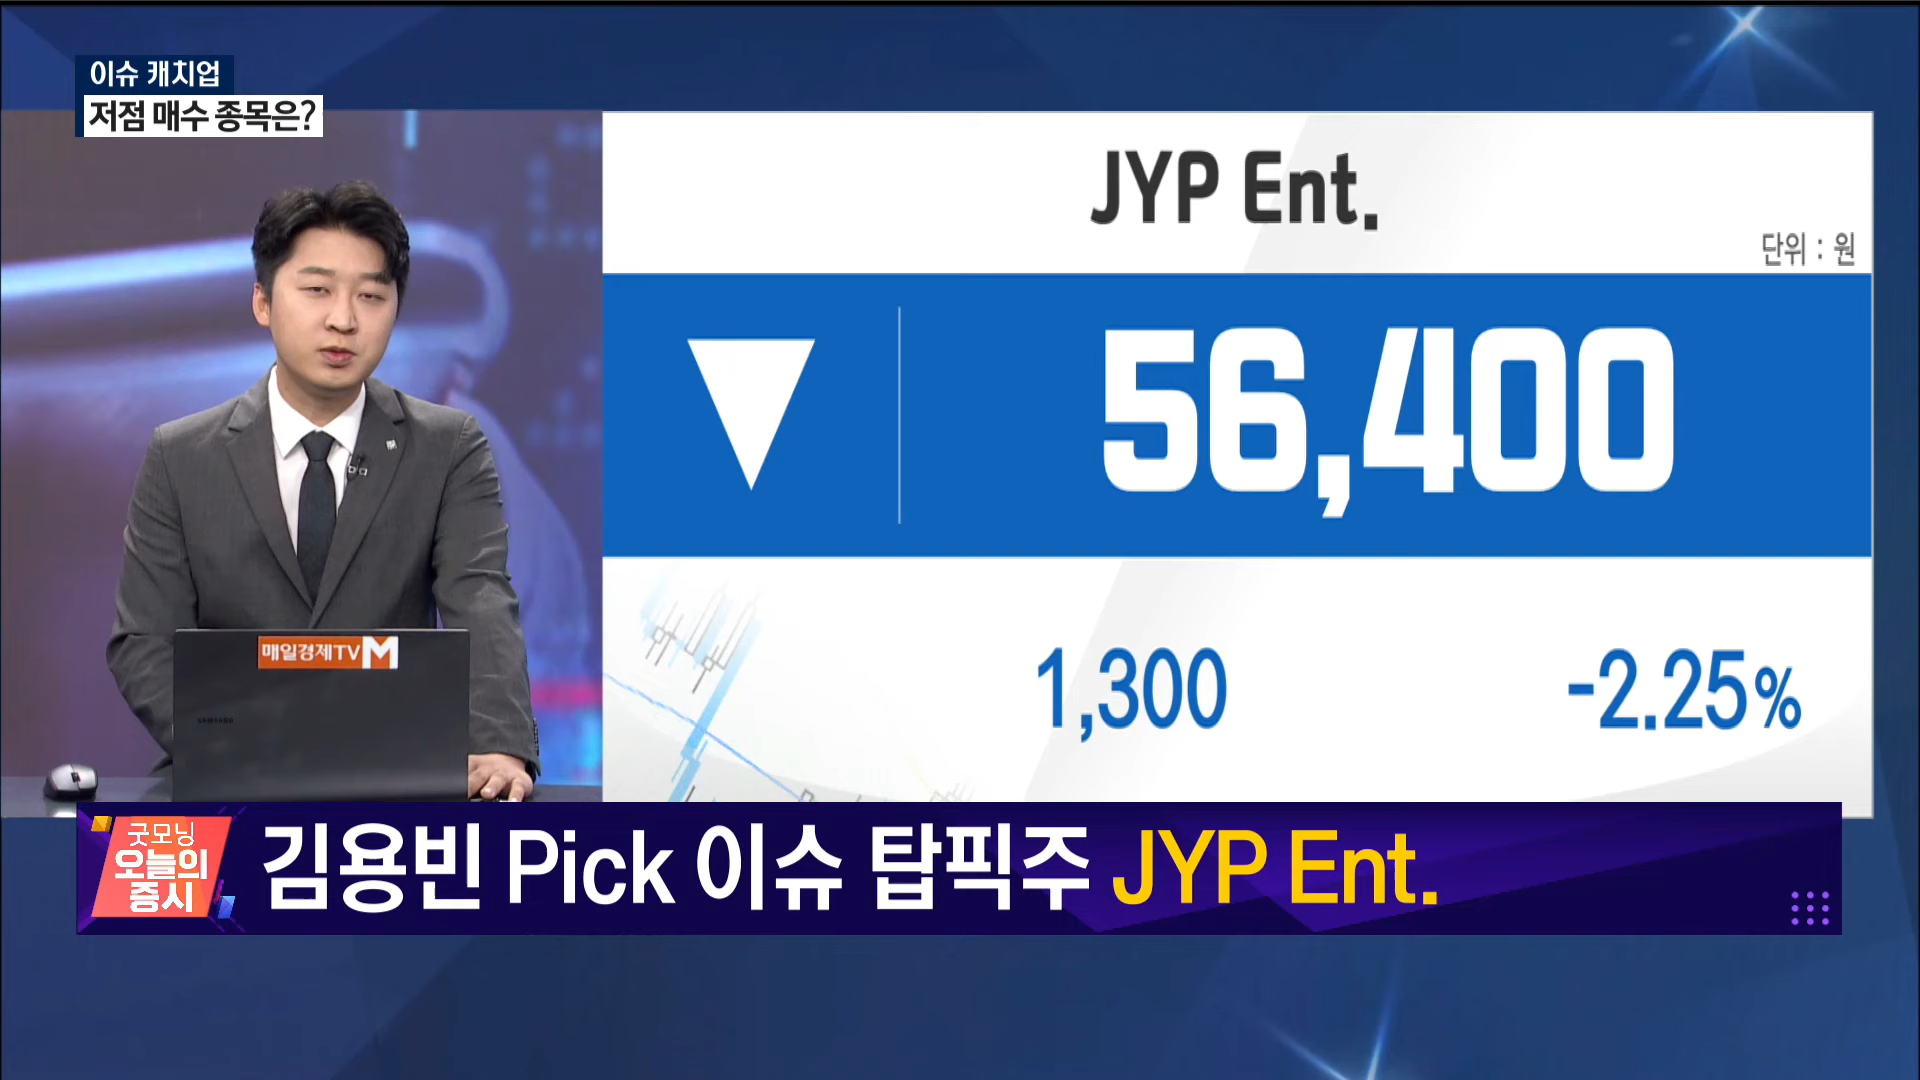 이슈 캐치업
저점 매수 종목은?
JYP Ent.
단위 : 원
▼ 56,400
1,300 -2.25%
매일경제TV M
SAMSUNG
굿모닝
오늘의
증시
김용빈 Pick 이슈 탑픽주 JYP Ent.